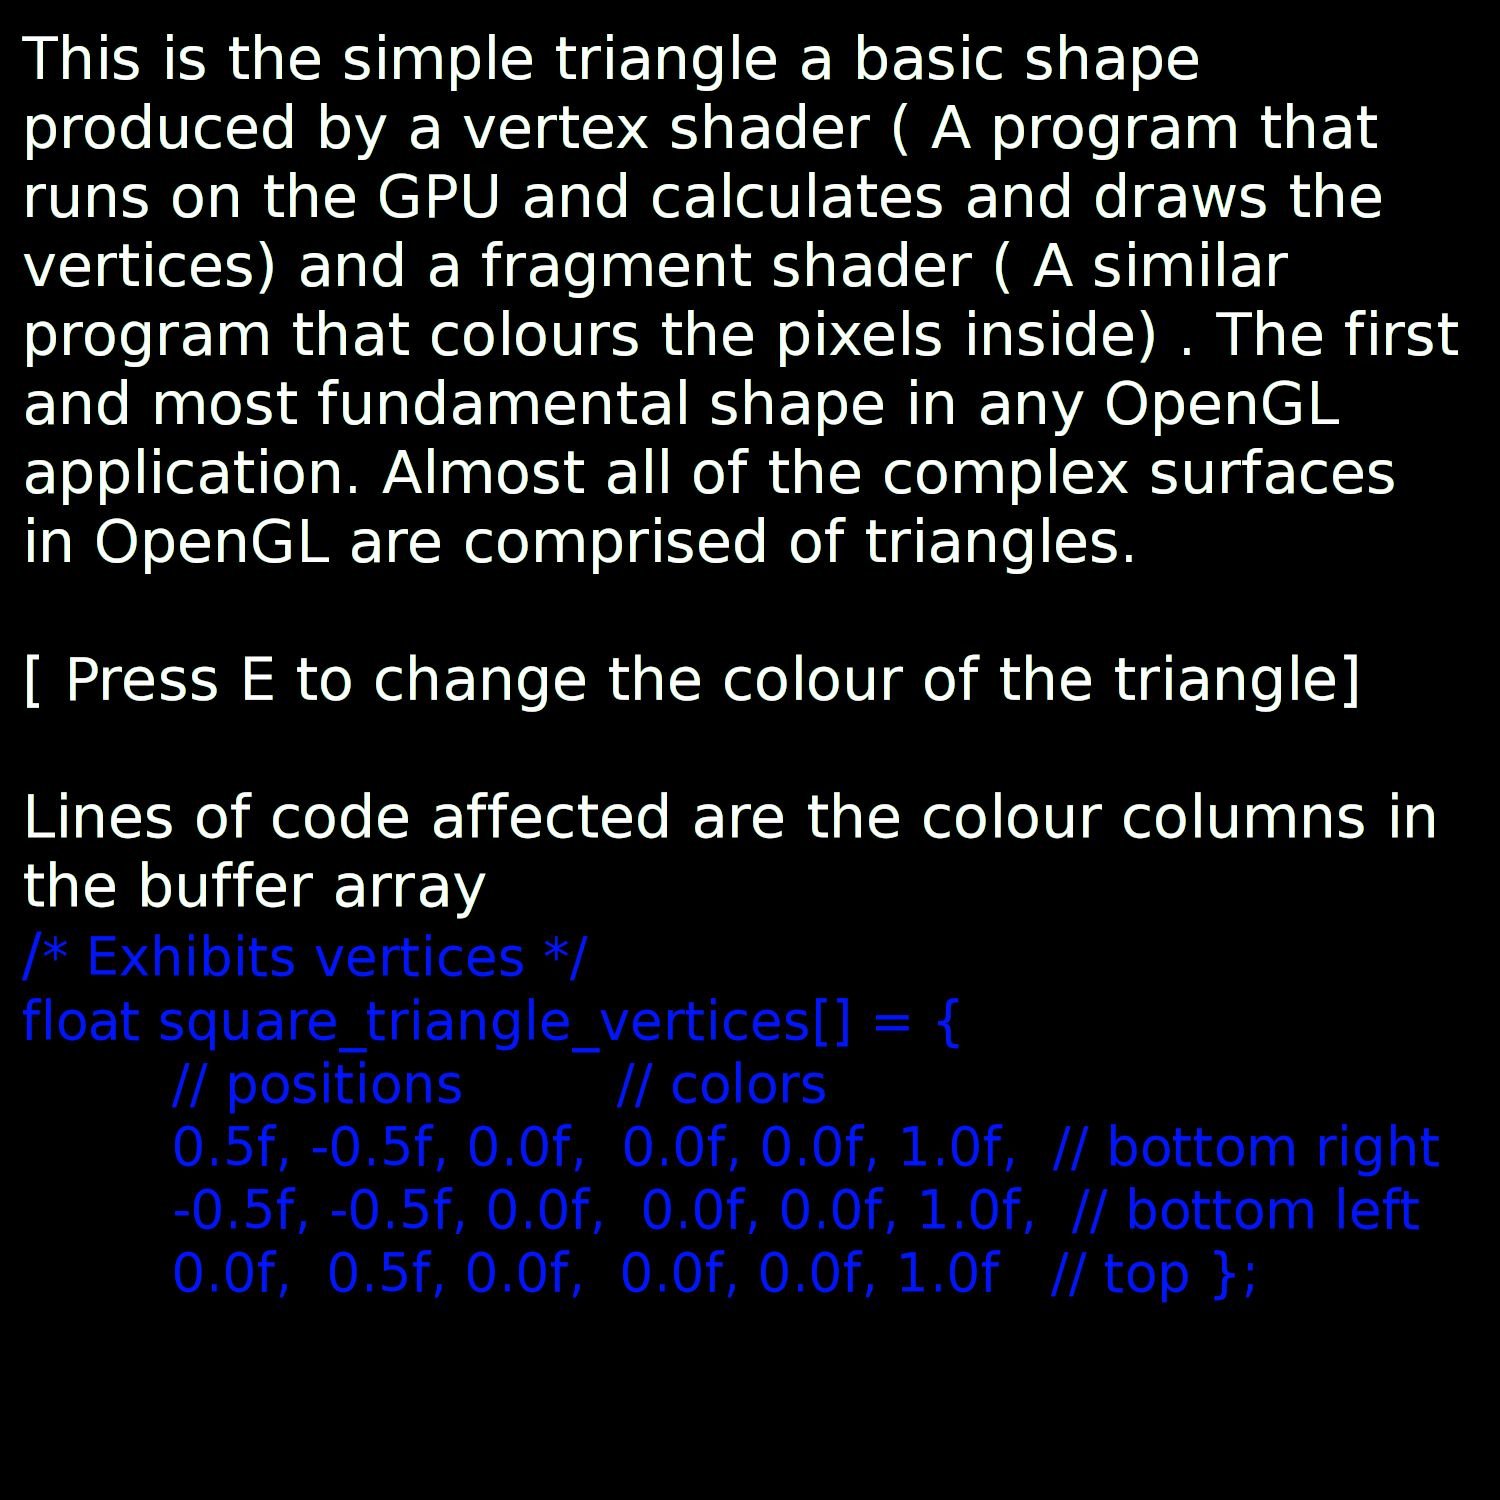 This is the simple triangle a basic shape
produced by a vertex shader ( A program that
runs on the GPU and calculates and draws the
vertices) and a fragment shader ( A similar
program that colours the pixels inside) . The first
and most fundamental shape in any OpenGL
application. Almost all of the complex surfaces
in OpenGL are comprised of triangles.
[ Press E to change the colour of the triangle]
Lines of code affected are the colour columns in
the buffer array
/* Exhibits vertices */
float square_triangle_vertices[] = {
// positions // colors
0.5f, -0.5f, 0.0f, 0.0f, 0.0f, 1.0f, // bottom right
-0.5f, -0.5f, 0.0f, 0.0f, 0.0f, 1.0f, // bottom left
0.0f, 0.5f, 0.0f, 0.0f, 0.0f, 1.0f // top };